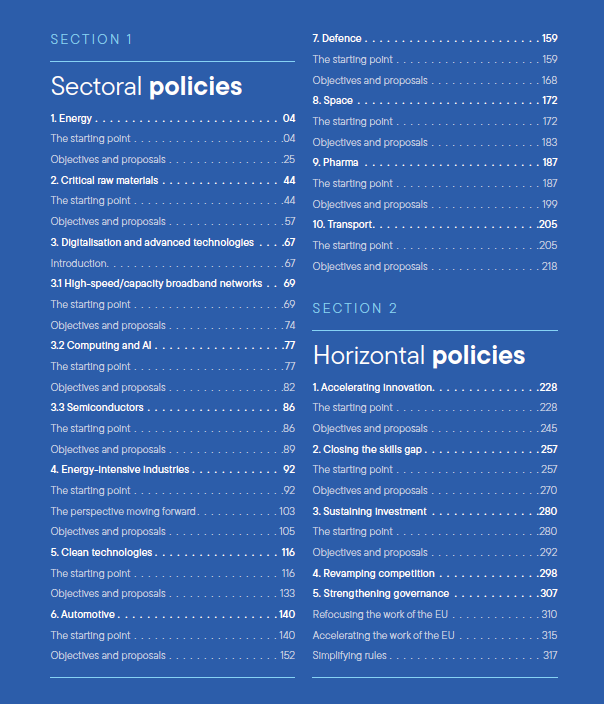 SECTION 1
Sectoral policies
1. Energy . . . . . . . . . . . . . . . . . . . . . . . . . . 04
The starting point . . . . . . . . . . . . . . . . . . . . .04
Objectives and proposals . . . . . . . . . . . . . . . .25
2. Critical raw materials . . . . . . . . . . . . . . . . 44
The starting point . . . . . . . . . . . . . . . . . . . . .44
Objectives and proposals . . . . . . . . . . . . . . . .57
3. Digitalisation and advanced technologies . . . .67
Introduction. . . . . . . . . . . . . . . . . . . . . . . . .67
3.1 High-speed/capacity broadband networks . . 69
The starting point . . . . . . . . . . . . . . . . . . . . .69
Objectives and proposals . . . . . . . . . . . . . . . .74
3.2 Computing and AI . . . . . . . . . . . . . . . . . .77
The starting point . . . . . . . . . . . . . . . . . . . . .77
Objectives and proposals . . . . . . . . . . . . . . . .82
3.3 Semiconductors . . . . . . . . . . . . . . . . . . 86
The starting point . . . . . . . . . . . . . . . . . . . . .86
Objectives and proposals . . . . . . . . . . . . . . . .89
4. Energy-intensive industries . . . . . . . . . . . . 92
The starting point . . . . . . . . . . . . . . . . . . . . .92
The perspective moving forward . . . . . . . . . . . 103
Objectives and proposals . . . . . . . . . . . . . . . 105
5. Clean technologies . . . . . . . . . . . . . . . . . 116
The starting point . . . . . . . . . . . . . . . . . . . . 116
Objectives and proposals . . . . . . . . . . . . . . . 133
6. Automotive . . . . . . . . . . . . . . . . . . . . . . .140
The starting point . . . . . . . . . . . . . . . . . . . . 140
Objectives and proposals . . . . . . . . . . . . . . . 152
7. Defence . . . . . . . . . . . . . . . . . . . . . . . . .159
The starting point . . . . . . . . . . . . . . . . . . . . 159
Objectives and proposals . . . . . . . . . . . . . . . 168
8. Space . . . . . . . . . . . . . . . . . . . . . . . . . .172
The starting point . . . . . . . . . . . . . . . . . . . . 172
Objectives and proposals . . . . . . . . . . . . . . . 183
9. Pharma . . . . . . . . . . . . . . . . . . . . . . . . .187
The starting point . . . . . . . . . . . . . . . . . . . . 187
Objectives and proposals . . . . . . . . . . . . . . . 199
10. Transport. . . . . . . . . . . . . . . . . . . . . . . .205
The starting point . . . . . . . . . . . . . . . . . . . .205
Objectives and proposals . . . . . . . . . . . . . . . 218
SECTION 2
Horizontal policies
1. Accelerating innovation. . . . . . . . . . . . . . . .228
The starting point . . . . . . . . . . . . . . . . . . . . 228
Objectives and proposals . . . . . . . . . . . . . . . 245
2. Closing the skills gap . . . . . . . . . . . . . . . . .257
The starting point . . . . . . . . . . . . . . . . . . . . 257
Objectives and proposals . . . . . . . . . . . . . . . 270
3. Sustaining investment . . . . . . . . . . . . . . . .280
The starting point . . . . . . . . . . . . . . . . . . . . 280
Objectives and proposals . . . . . . . . . . . . . . . 292
4. Revamping competition . . . . . . . . . . . . . . .298
5. Strengthening governance . . . . . . . . . . . . .307
Refocusing the work of the EU . . . . . . . . . . . . 310
Accelerating the work of the EU . . . . . . . . . . . 315
Simplifying rules . . . . . . . . . . . . . . . . . . . . . 317